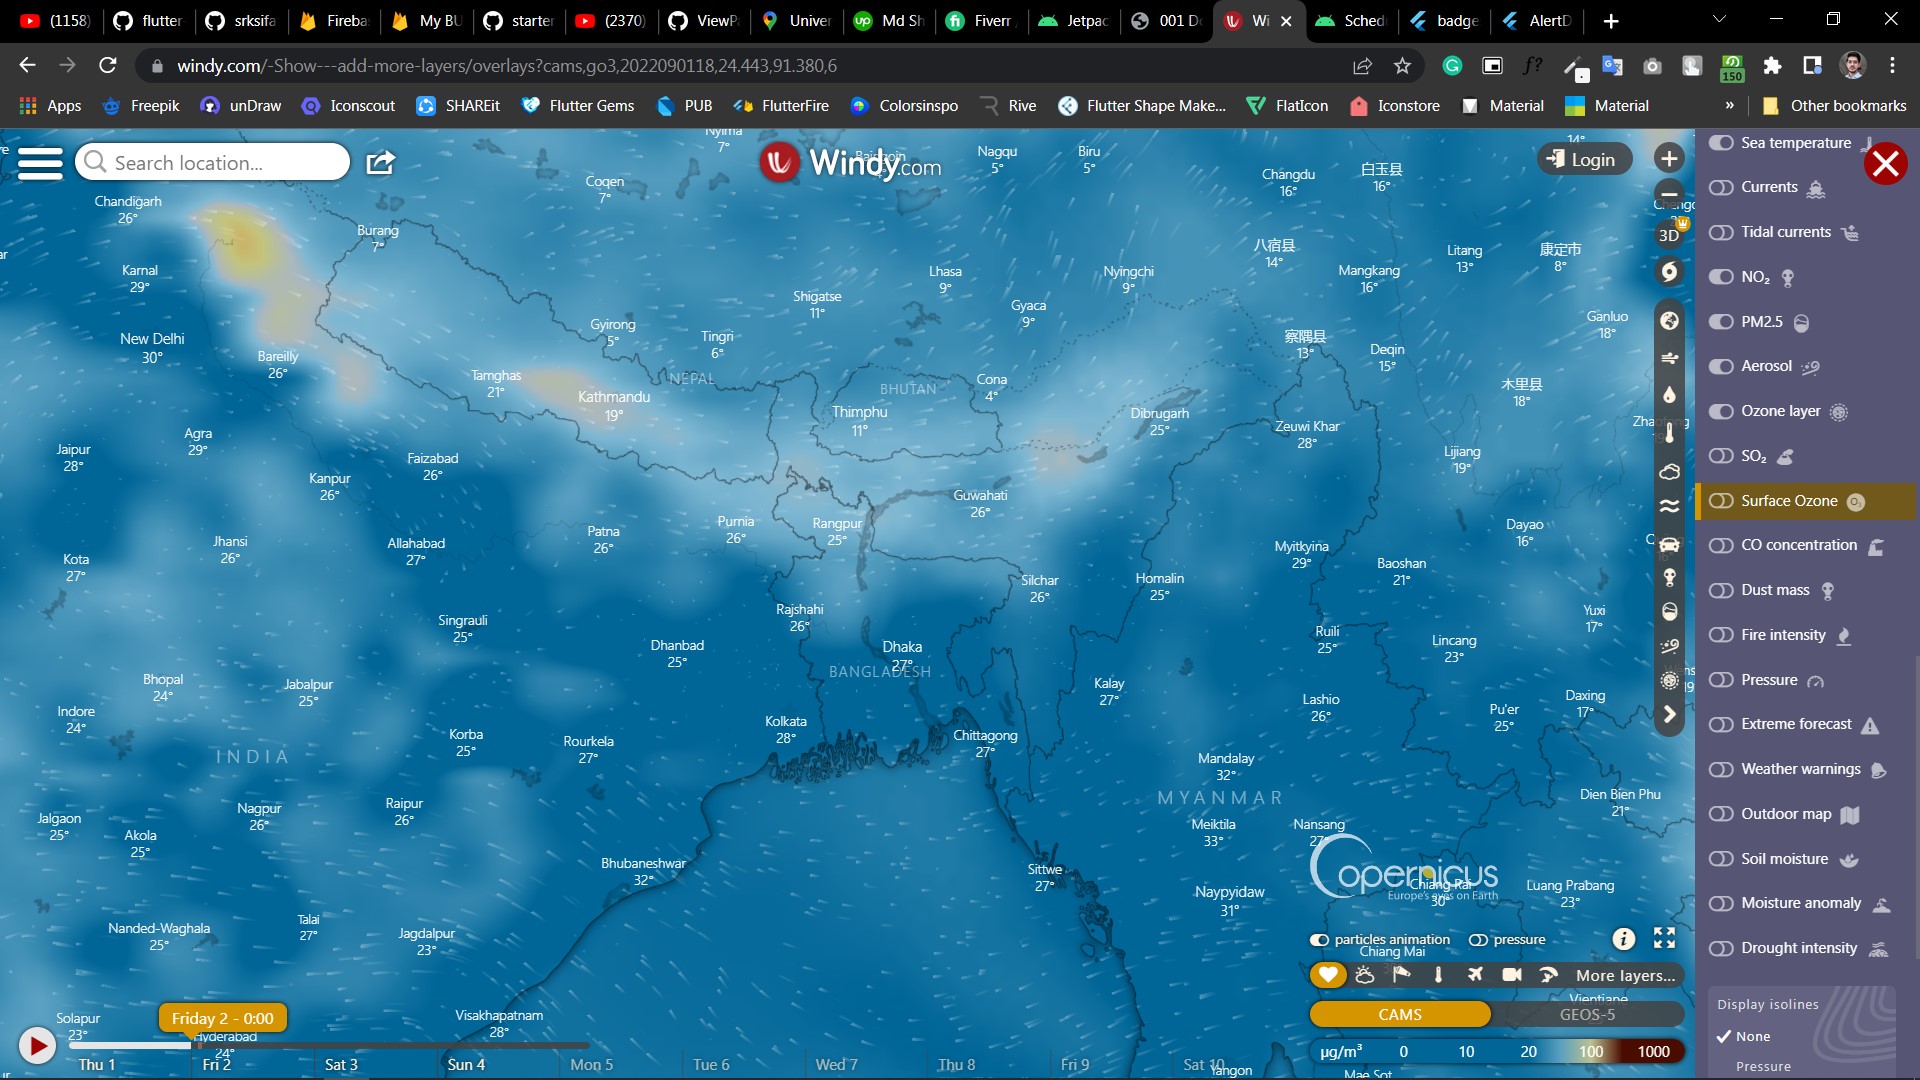 (1158)
flutter-
srksifa
Fireba
My BU
starter
(2370)
ViewPa
Univer
Md Sh
Fiverr
Jetpac
001 Do
Wi
Sched
badge
AlertD
windy.com/-Show---add-more-layers/overlays?cams,go3,2022090118,24.443,91.380,6
f?
150
Apps
Freepik
unDraw
Iconscout
SHAREit
Flutter Gems
PUB
FlutterFire
Colorsinspo
Rive
Flutter Shape Make...
FlatIcon
Iconstore
Material
Material
»
Other bookmarks
Search location...
Windy.com
Login
3D
Nyima
7°
Nagqu
5°
Biru
5°
14°
Coqen
7°
Changdu
16°
白玉县
16°
Chandigarh
26°
Burang
7°
八宿县
14°
Litang
13°
康定市
8°
Karnal
29°
Lhasa
9°
Nyingchi
9°
Mangkang
16°
Shigatse
11°
Gyaca
9°
Ganluo
18°
New Delhi
30°
Gyirong
5°
Tingri
6°
察隅县
13°
Deqin
15°
Bareilly
26°
Tamghas
21°
NEPAL
Kathmandu
19°
BHUTAN
Cona
4°
木里县
18°
Thimphu
11°
Dibrugarh
25°
Zeuwi Khar
28°
Jaipur
28°
Agra
29°
Faizabad
26°
Lijiang
19°
Kanpur
26°
Guwahati
26°
Purnia
26°
Rangpur
25°
Patna
26°
Dayao
16°
Jhansi
26°
Allahabad
27°
Kota
27°
Myitkyina
29°
Baoshan
21°
Silchar
26°
Homalin
25°
Rajshahi
26°
Yuxi
17°
Singrauli
25°
Dhanbad
25°
Dhaka
27°
BANGLADESH
Ruili
25°
Lincang
23°
Bhopal
24°
Jabalpur
25°
Kalay
27°
Lashio
26°
Pu'er
25°
Daxing
17°
Indore
24°
Korba
25°
Rourkela
27°
Kolkata
28°
Chittagong
27°
INDIA
Mandalay
32°
MYANMAR
Dien Bien Phu
21°
Jalgaon
25°
Akola
25°
Nagpur
26°
Raipur
26°
Meiktila
33°
Nansang
27°
Bhubaneshwar
32°
Sittwe
27°
Copernicus
Europe's eyes on Earth
Chiang Rai
30°
Naypyidaw
31°
Luang Prabang
23°
Nanded-Waghala
25°
Talai
27°
Jagdalpur
23°
particles animation
pressure
Chiang Mai
More layers...
Vientiane
Solapur
23°
Friday 2 - 0:00
Hyderabad
24°
Visakhapatnam
28°
CAMS
GEOS-5
µg/m³
0
10
20
100
1000
Mae Sot
Yangon
Thu 1
Fri 2
Sat 3
Sun 4
Mon 5
Tue 6
Wed 7
Thu 8
Fri 9
Sat 10
Sea temperature
Currents
Tidal currents
NO₂
PM2.5
Aerosol
Ozone layer
SO₂
Surface Ozone
CO concentration
Dust mass
Fire intensity
Pressure
Extreme forecast
Weather warnings
Outdoor map
Soil moisture
Moisture anomaly
Drought intensity
Display isolines
None
Pressure